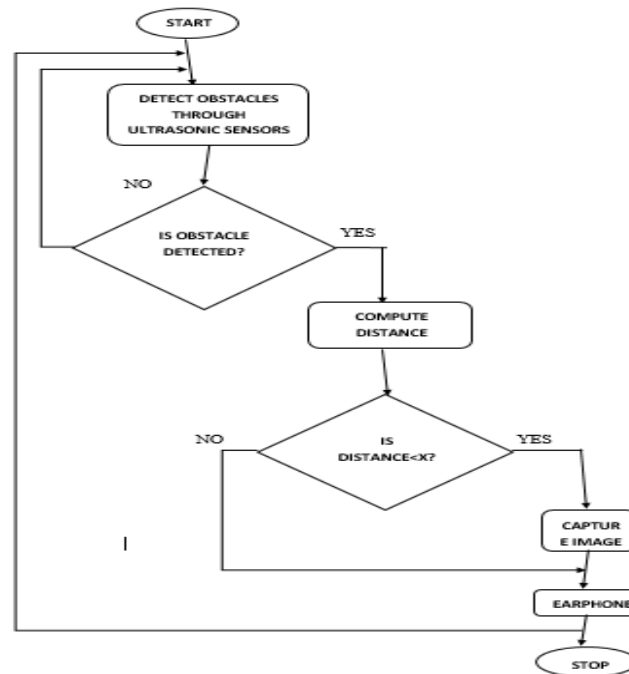 START
DETECT OBSTACLES
THROUGH
ULTRASONIC SENSORS
NO
IS OBSTACLE
DETECTED?
YES
COMPUTE
DISTANCE
NO
IS
DISTANCE<X?
YES
CAPTUR
E IMAGE
EARPHONE
STOP